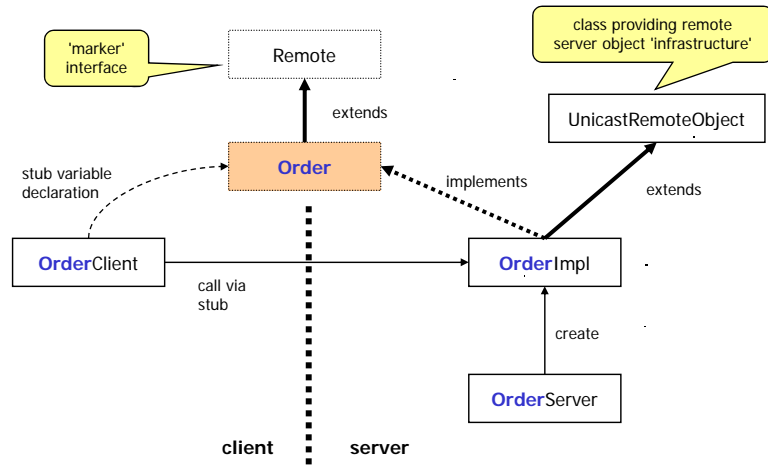 class providing remote
server object 'infrastructure'
'marker'
interface
Remote
extends
UnicastRemoteObject
Order
stub variable
declaration
implements
extends
OrderClient
OrderImpl
call via
stub
create
OrderServer
client
server